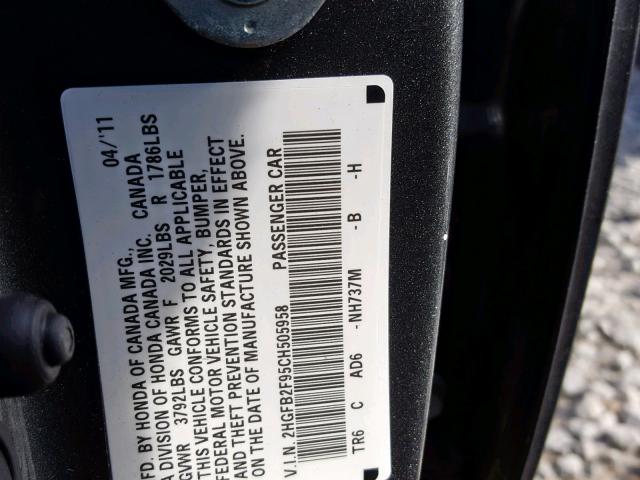 MFD. BY HONDA OF CANADA MFG., 04/'11
A DIVISION OF HONDA CANADA INC. CANADA
GVWR 3792LBS GAWR F 2029LBS R 1786LBS
THIS VEHICLE CONFORMS TO ALL APPLICABLE
FEDERAL MOTOR VEHICLE SAFETY, BUMPER,
AND THEFT PREVENTION STANDARDS IN EFFECT
ON THE DATE OF MANUFACTURE SHOWN ABOVE.
V.I.N. 2HGFB2F95CH505958 PASSENGER CAR
TR6 C AD6 -NH737M -B -H